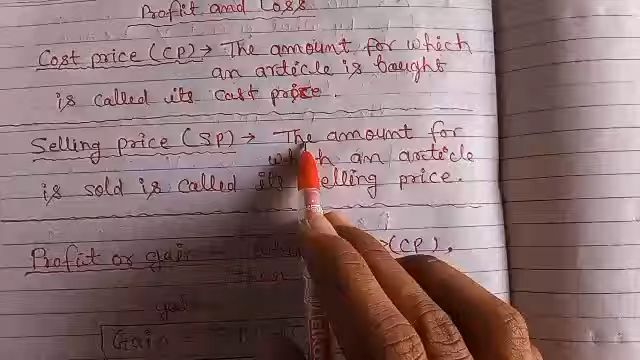 Profit and Loss
Cost price (CP) → The amount for which
an article is bought
is called its cost price.
Selling price (SP) → The amount for
an article
is sold is called its selling price.
Profit or gain
(CP),
Gain =